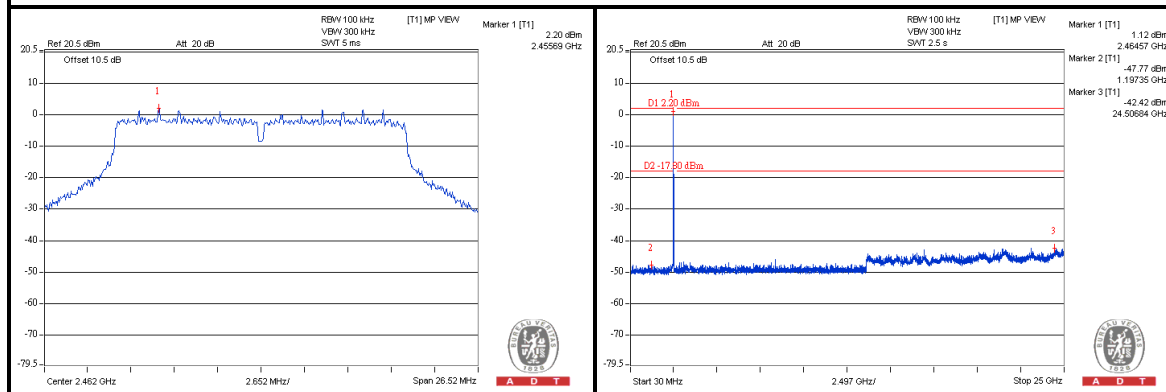 RBW 100 kHz [T1] MP VIEW
VBW 300 kHz
Ref 20.5 dBm Att 20 dB SWT 5 ms
Marker 1 [T1]
2.20 dBm
2.45569 GHz
Offset 10.5 dB
20.5
10
0
-10
-20
-30
-40
-50
-60
-70
-79.5
1
Center 2.462 GHz 2.652 MHz/ Span 26.52 MHz
BUREAU VERITAS
1828
A D T
RBW 100 kHz [T1] MP VIEW
VBW 300 kHz
Ref 20.5 dBm Att 20 dB SWT 2.5 s
Marker 1 [T1]
1.12 dBm
2.46457 GHz
Marker 2 [T1]
-47.77 dBm
1.19735 GHz
Marker 3 [T1]
-42.42 dBm
24.50684 GHz
Offset 10.5 dB
20.5
10
0
-10
-20
-30
-40
-50
-60
-70
-79.5
1
D1 2.20 dBm
D2 -17.80 dBm
2
3
Start 30 MHz 2.497 GHz/ Stop 25 GHz
BUREAU VERITAS
1828
A D T